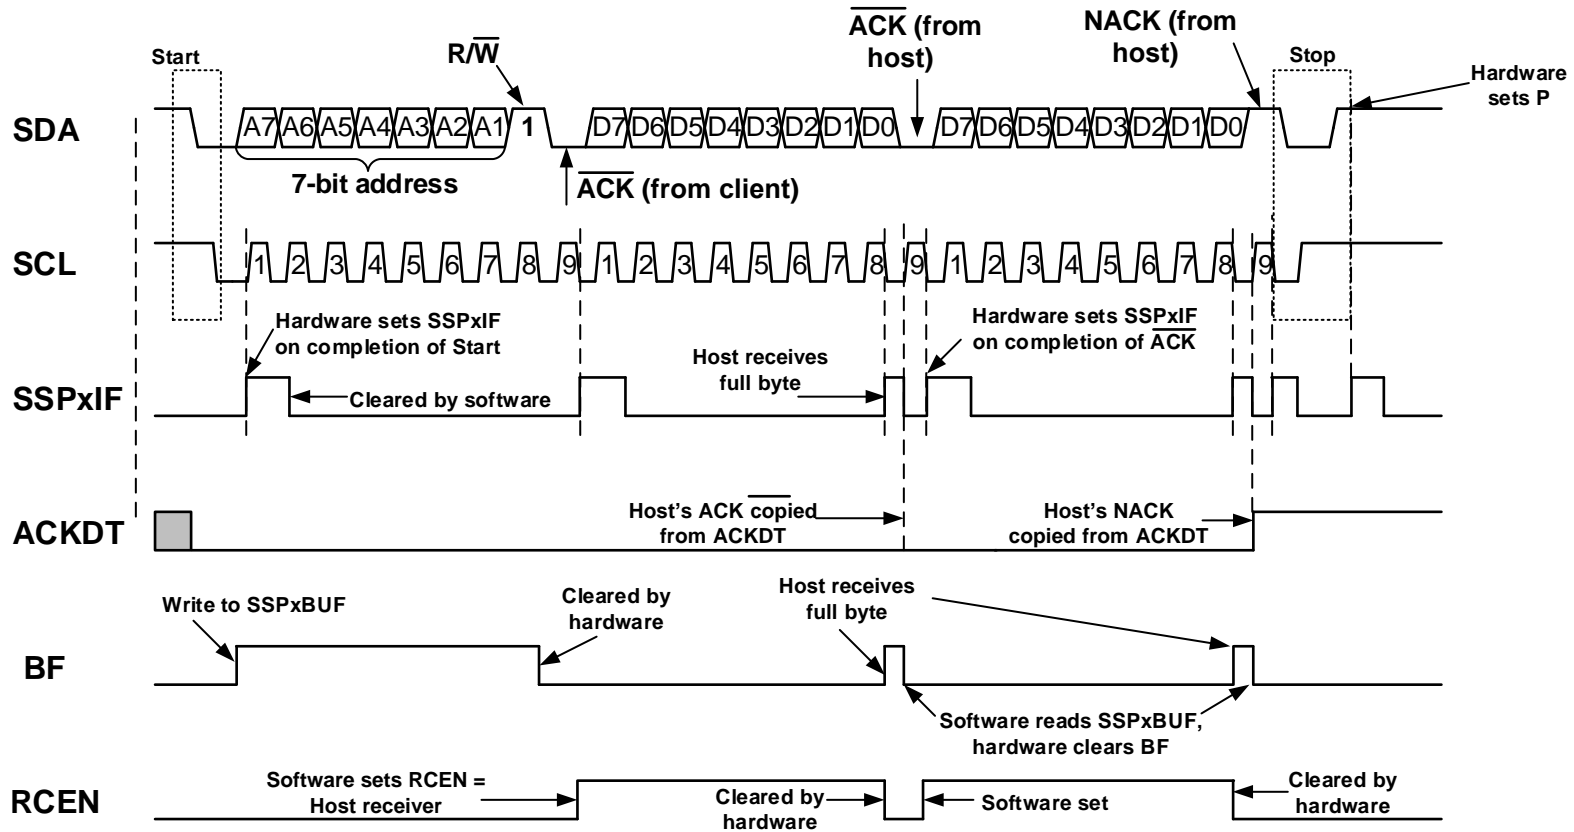 Start
R/W̅
A̅C̅K̅ (from
host)
NACK (from
host)
Stop
Hardware
sets P
SDA
A7 A6 A5 A4 A3 A2 A1 1 D7 D6 D5 D4 D3 D2 D1 D0 D7 D6 D5 D4 D3 D2 D1 D0
7-bit address
A̅C̅K̅ (from client)
SCL
1 2 3 4 5 6 7 8 9 1 2 3 4 5 6 7 8 9 1 2 3 4 5 6 7 8 9
Hardware sets SSPxIF
on completion of Start
Host receives
full byte
Hardware sets SSPxIF
on completion of A̅C̅K̅
SSPxIF
Cleared by software
ACKDT
Host's ACK copied
from ACKDT
Host's NACK
copied from ACKDT
Write to SSPxBUF
Cleared by
hardware
Host receives
full byte
BF
Software reads SSPxBUF,
hardware clears BF
RCEN
Software sets RCEN =
Host receiver
Cleared by
hardware
Software set
Cleared by
hardware